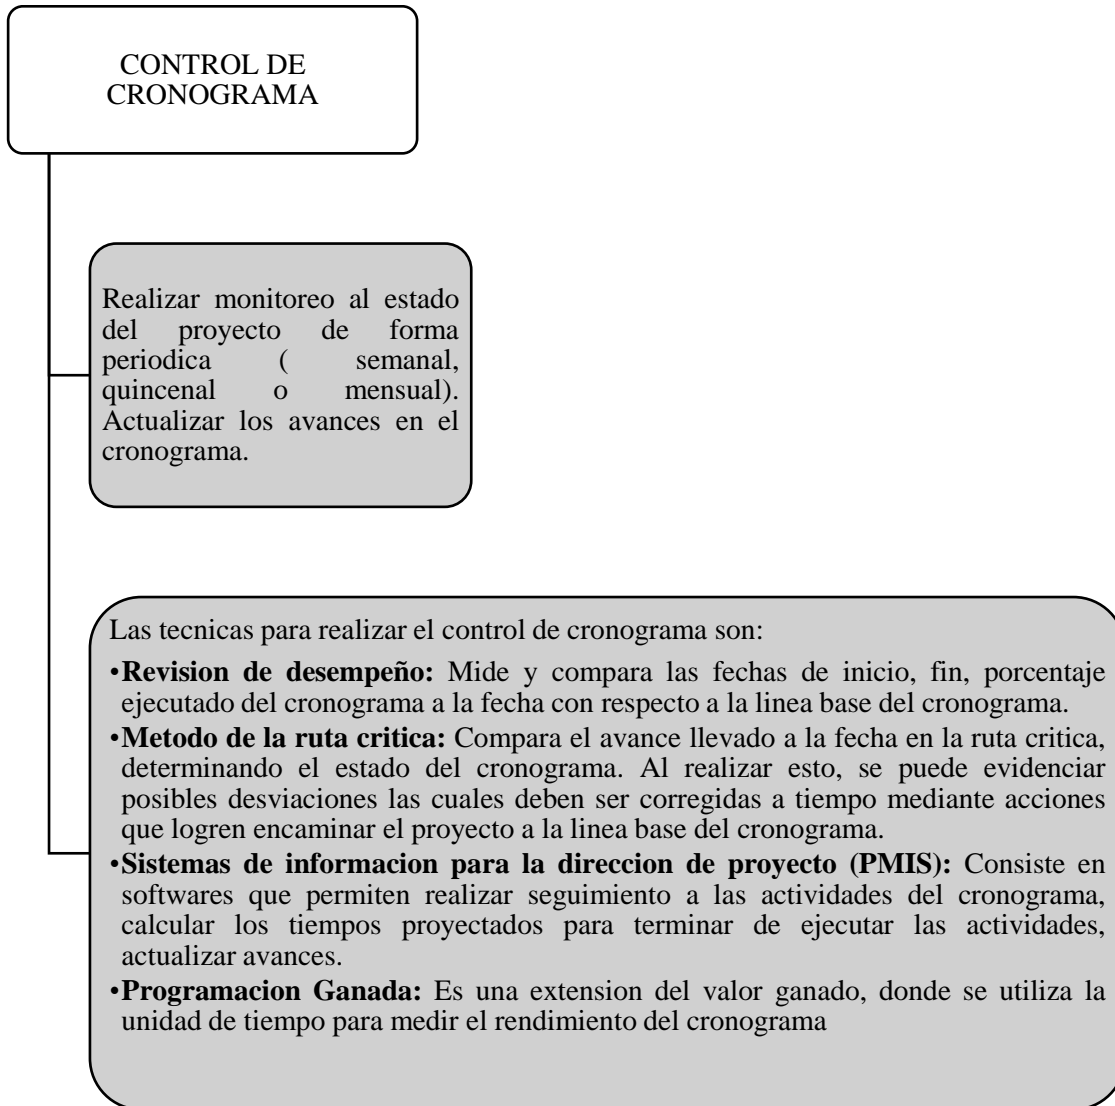 CONTROL DE
CRONOGRAMA
Realizar monitoreo al estado
del proyecto de forma
periodica ( semanal,
quincenal o mensual).
Actualizar los avances en el
cronograma.
Las tecnicas para realizar el control de cronograma son:
•Revision de desempeño: Mide y compara las fechas de inicio, fin, porcentaje
ejecutado del cronograma a la fecha con respecto a la linea base del cronograma.
•Metodo de la ruta critica: Compara el avance llevado a la fecha en la ruta critica,
determinando el estado del cronograma. Al realizar esto, se puede evidenciar
posibles desviaciones las cuales deben ser corregidas a tiempo mediante acciones
que logren encaminar el proyecto a la linea base del cronograma.
•Sistemas de informacion para la direccion de proyecto (PMIS): Consiste en
softwares que permiten realizar seguimiento a las actividades del cronograma,
calcular los tiempos proyectados para terminar de ejecutar las actividades,
actualizar avances.
•Programacion Ganada: Es una extension del valor ganado, donde se utiliza la
unidad de tiempo para medir el rendimiento del cronograma